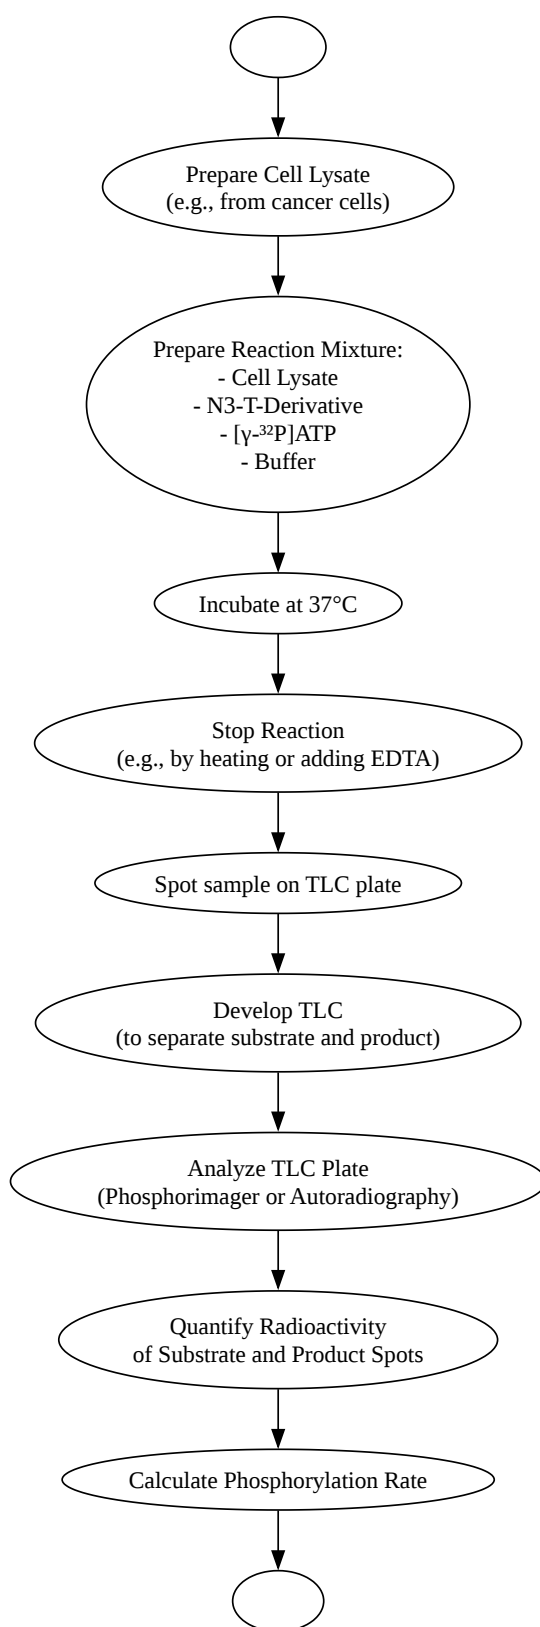 Prepare Cell Lysate
(e.g., from cancer cells)
Prepare Reaction Mixture:
- Cell Lysate
- N3-T-Derivative
- [γ-³²P]ATP
- Buffer
Incubate at 37°C
Stop Reaction
(e.g., by heating or adding EDTA)
Spot sample on TLC plate
Develop TLC
(to separate substrate and product)
Analyze TLC Plate
(Phosphorimager or Autoradiography)
Quantify Radioactivity
of Substrate and Product Spots
Calculate Phosphorylation Rate